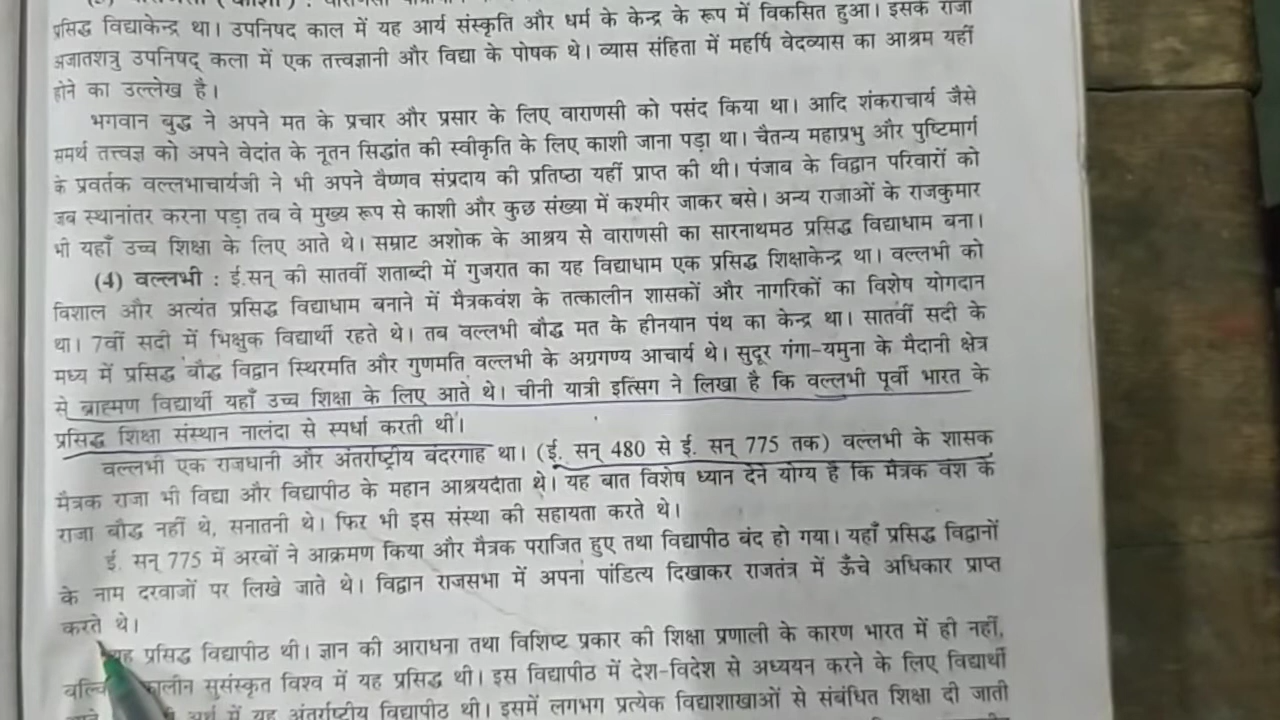 प्रसिद्ध विद्याकेन्द्र था। उपनिषद काल में यह आर्य संस्कृति और धर्म के केन्द्र के रूप में विकसित हुआ। इसके राजा
अजातशत्रु उपनिषद् कला में एक तत्त्वज्ञानी और विद्या के पोषक थे। व्यास संहिता में महर्षि वेदव्यास का आश्रम यहीं
होने का उल्लेख है।
भगवान बुद्ध ने अपने मत के प्रचार और प्रसार के लिए वाराणसी को पसंद किया था। आदि शंकराचार्य जैसे
समर्थ तत्त्वज्ञ को अपने वेदांत के नूतन सिद्धांत की स्वीकृति के लिए काशी जाना पड़ा था। चैतन्य महाप्रभु और पुष्टिमार्ग
के प्रवर्तक वल्लभाचार्यजी ने भी अपने वैष्णव संप्रदाय की प्रतिष्ठा यहीं प्राप्त की थी। पंजाब के विद्वान परिवारों को
जब स्थानांतर करना पड़ा तब वे मुख्य रूप से काशी और कुछ संख्या में कश्मीर जाकर बसे। अन्य राजाओं के राजकुमार
भी यहाँ उच्च शिक्षा के लिए आते थे। सम्राट अशोक के आश्रय से वाराणसी का सारनाथमठ प्रसिद्ध विद्याधाम बना।
(4) वल्लभी : ई.सन् की सातवीं शताब्दी में गुजरात का यह विद्याधाम एक प्रसिद्ध शिक्षाकेन्द्र था। वल्लभी को
विशाल और अत्यंत प्रसिद्ध विद्याधाम बनाने में मैत्रकवंश के तत्कालीन शासकों और नागरिकों का विशेष योगदान
था। 7वीं सदी में भिक्षुक विद्यार्थी रहते थे। तब वल्लभी बौद्ध मत के हीनयान पंथ का केन्द्र था। सातवीं सदी के
मध्य में प्रसिद्ध बौद्ध विद्वान स्थिरमति और गुणमति वल्लभी के अग्रगण्य आचार्य थे। सुदूर गंगा-यमुना के मैदानी क्षेत्र
से ब्राह्मण विद्यार्थी यहाँ उच्च शिक्षा के लिए आते थे। चीनी यात्री इत्सिंग ने लिखा है कि वल्लभी पूर्वी भारत के
प्रसिद्ध शिक्षा संस्थान नालंदा से स्पर्धा करती थी।
वल्लभी एक राजधानी और अंतर्राष्ट्रीय बंदरगाह था। (ई. सन् 480 से ई. सन् 775 तक) वल्लभी के शासक
मैत्रक राजा भी विद्या और विद्यापीठ के महान आश्रयदाता थे। यह बात विशेष ध्यान देने योग्य है कि मैत्रक वंश के
राजा बौद्ध नहीं थे, सनातनी थे। फिर भी इस संस्था की सहायता करते थे।
ई. सन् 775 में अरबों ने आक्रमण किया और मैत्रक पराजित हुए तथा विद्यापीठ बंद हो गया। यहाँ प्रसिद्ध विद्वानों
के नाम दरवाजों पर लिखे जाते थे। विद्वान राजसभा में अपना पांडित्य दिखाकर राजतंत्र में ऊँचे अधिकार प्राप्त
करते थे।
यह प्रसिद्ध विद्यापीठ थी। ज्ञान की आराधना तथा विशिष्ट प्रकार की शिक्षा प्रणाली के कारण भारत में ही नहीं,
सुसंस्कृत विश्व में यह प्रसिद्ध थी। इस विद्यापीठ में देश-विदेश से अध्ययन करने के लिए विद्यार्थी
अर्थ में यह अंतर्राष्ट्रीय विद्यापीठ थी। इसमें लगभग प्रत्येक विद्याशाखाओं से संबंधित शिक्षा दी जाती